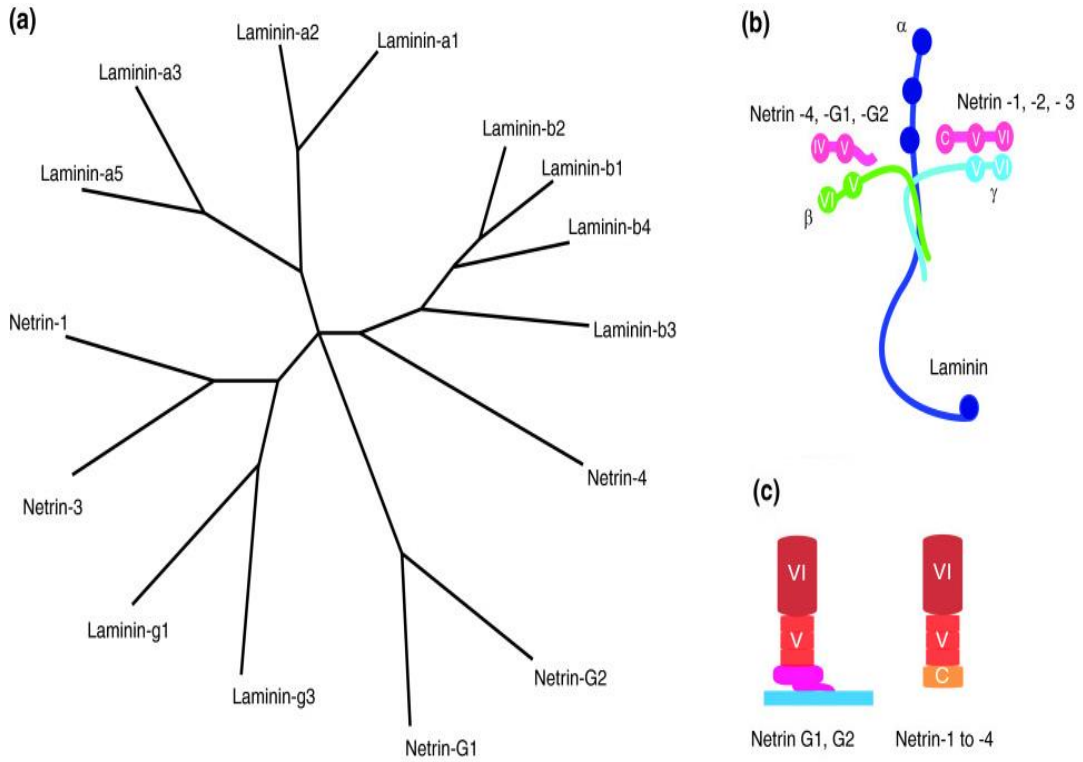 (a)
Laminin-a2
Laminin-a1
Laminin-a3
Laminin-b2
Laminin-b1
Laminin-a5
Laminin-b4
Netrin-1
Laminin-b3
Netrin-4
Netrin-3
Laminin-g1
Netrin-G2
Laminin-g3
Netrin-G1
(b)
α
Netrin -4, -G1, -G2
Netrin -1, -2, - 3
IV V
C V VI
V VI
VI V
β
γ
Laminin
(c)
VI
V
VI
V
C
Netrin G1, G2
Netrin-1 to -4